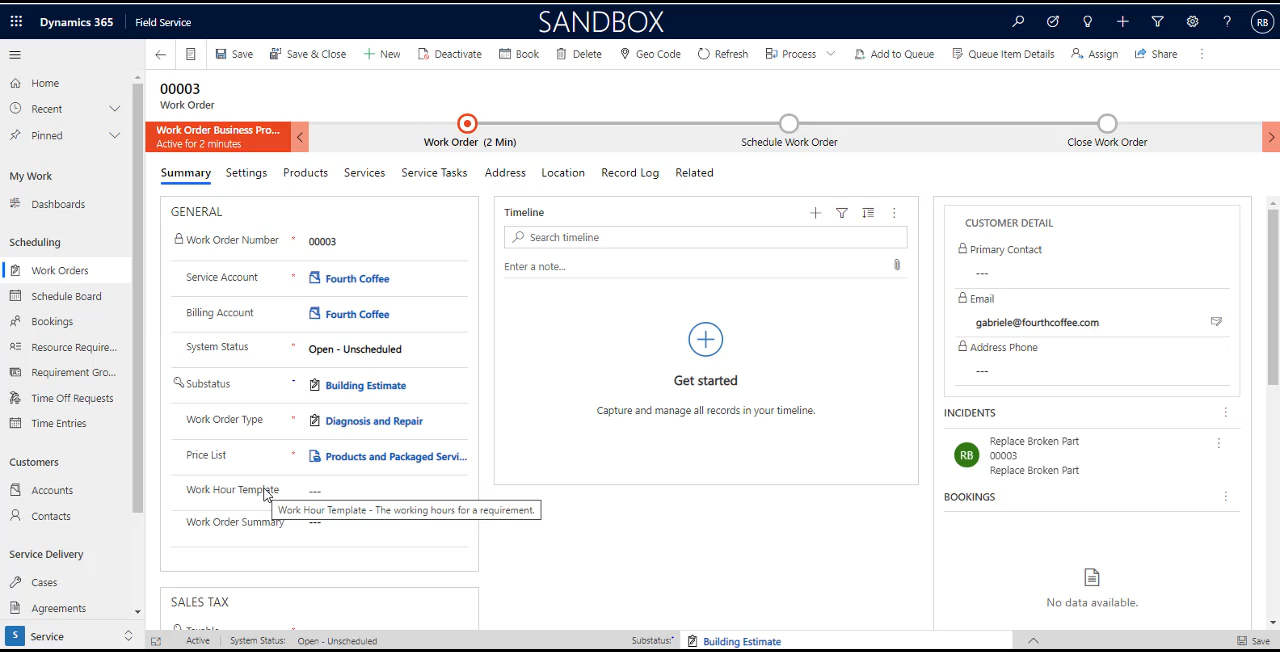 Dynamics 365
Field Service
SANDBOX
RB
Save
Save & Close
New
Deactivate
Book
Delete
Geo Code
Refresh
Process
Add to Queue
Queue Item Details
Assign
Share
Home
Recent
Pinned
My Work
Dashboards
Scheduling
Work Orders
Schedule Board
Bookings
Resource Require...
Requirement Gro...
Time Off Requests
Time Entries
Customers
Accounts
Contacts
Service Delivery
Cases
Agreements
S
Service
00003
Work Order
Work Order Business Pro...
Active for 2 minutes
Work Order (2 Min)
Schedule Work Order
Close Work Order
Summary
Settings
Products
Services
Service Tasks
Address
Location
Record Log
Related
GENERAL
Work Order Number * 00003
Service Account * Fourth Coffee
Billing Account Fourth Coffee
System Status * Open - Unscheduled
Substatus Building Estimate
Work Order Type * Diagnosis and Repair
Price List * Products and Packaged Servi...
Work Hour Template ---
Work Hour Template - The working hours for a requirement.
Work Order Summary ---
SALES TAX
Taxable
Timeline
Search timeline
Enter a note...
Get started
Capture and manage all records in your timeline.
CUSTOMER DETAIL
Primary Contact
---
Email
gabriele@fourthcoffee.com
Address Phone
---
INCIDENTS
RB
Replace Broken Part
00003
Replace Broken Part
BOOKINGS
No data available.
Active
System Status: Open - Unscheduled
Substatus:* Building Estimate
Save